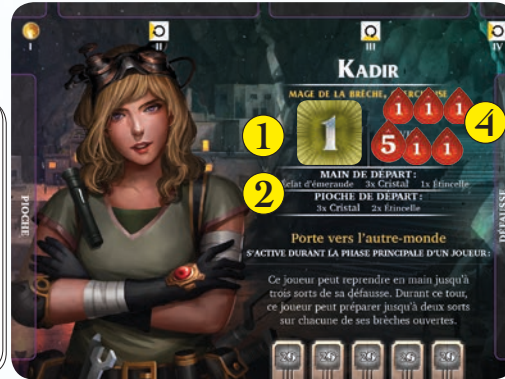 I
II
III
IV
KADIR
MAGE DE LA BRÈCHE,
1
1
1 1 1
5 1 1
4
2
MAIN DE DÉPART:
Éclat d'émeraude 3x Cristal 1x Étincelle
PIOCHE DE DÉPART:
3x Cristal 2x Étincelle
PIOCHE
DÉFAUSSE
Porte vers l'autre-monde
S'ACTIVE DURANT LA PHASE PRINCIPALE D'UN JOUEUR:
Ce joueur peut reprendre en main jusqu'à
trois sorts de sa défausse. Durant ce tour,
ce joueur peut préparer jusqu'à deux sorts
sur chacune de ses brèches ouvertes.